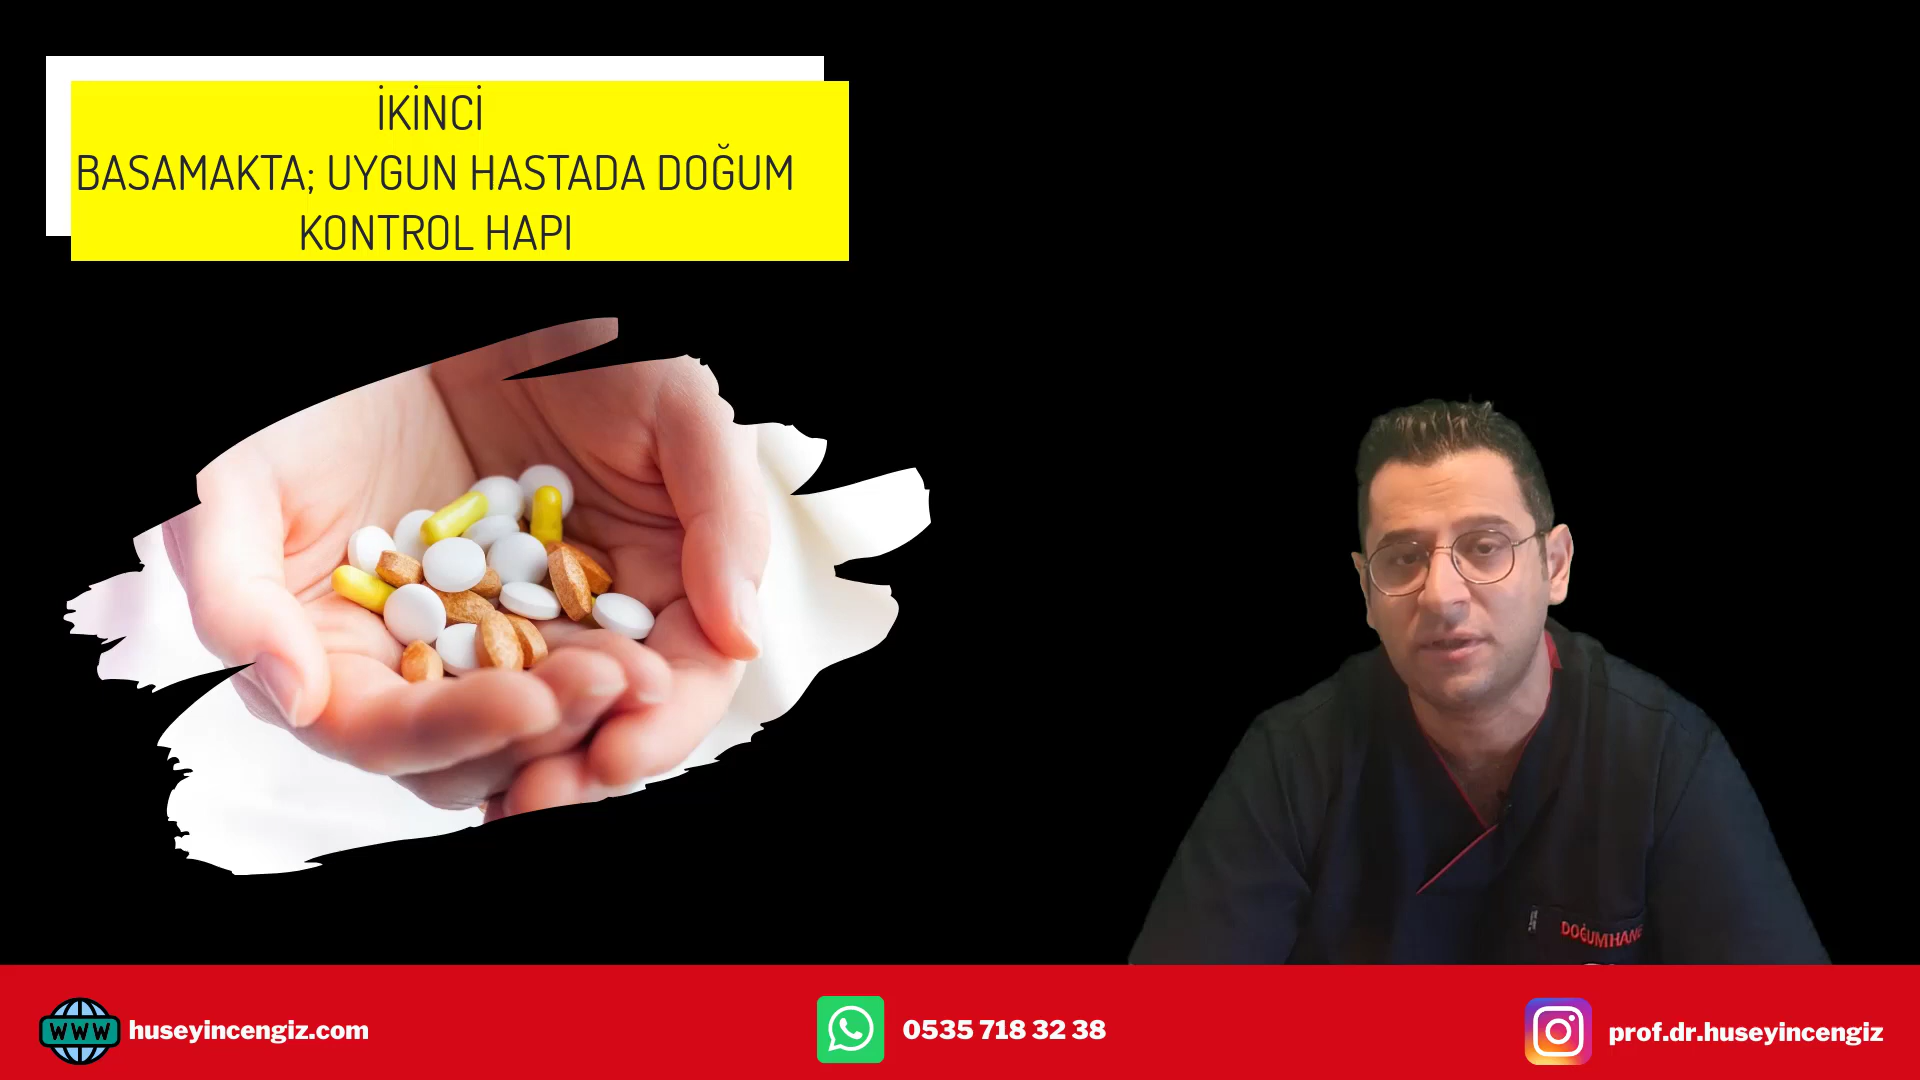 İKİNCİ
BASAMAKTA; UYGUN HASTADA DOĞUM
KONTROL HAPI
DOĞUMHANE
WWW huseyincengiz.com
0535 718 32 38
prof.dr.huseyincengiz